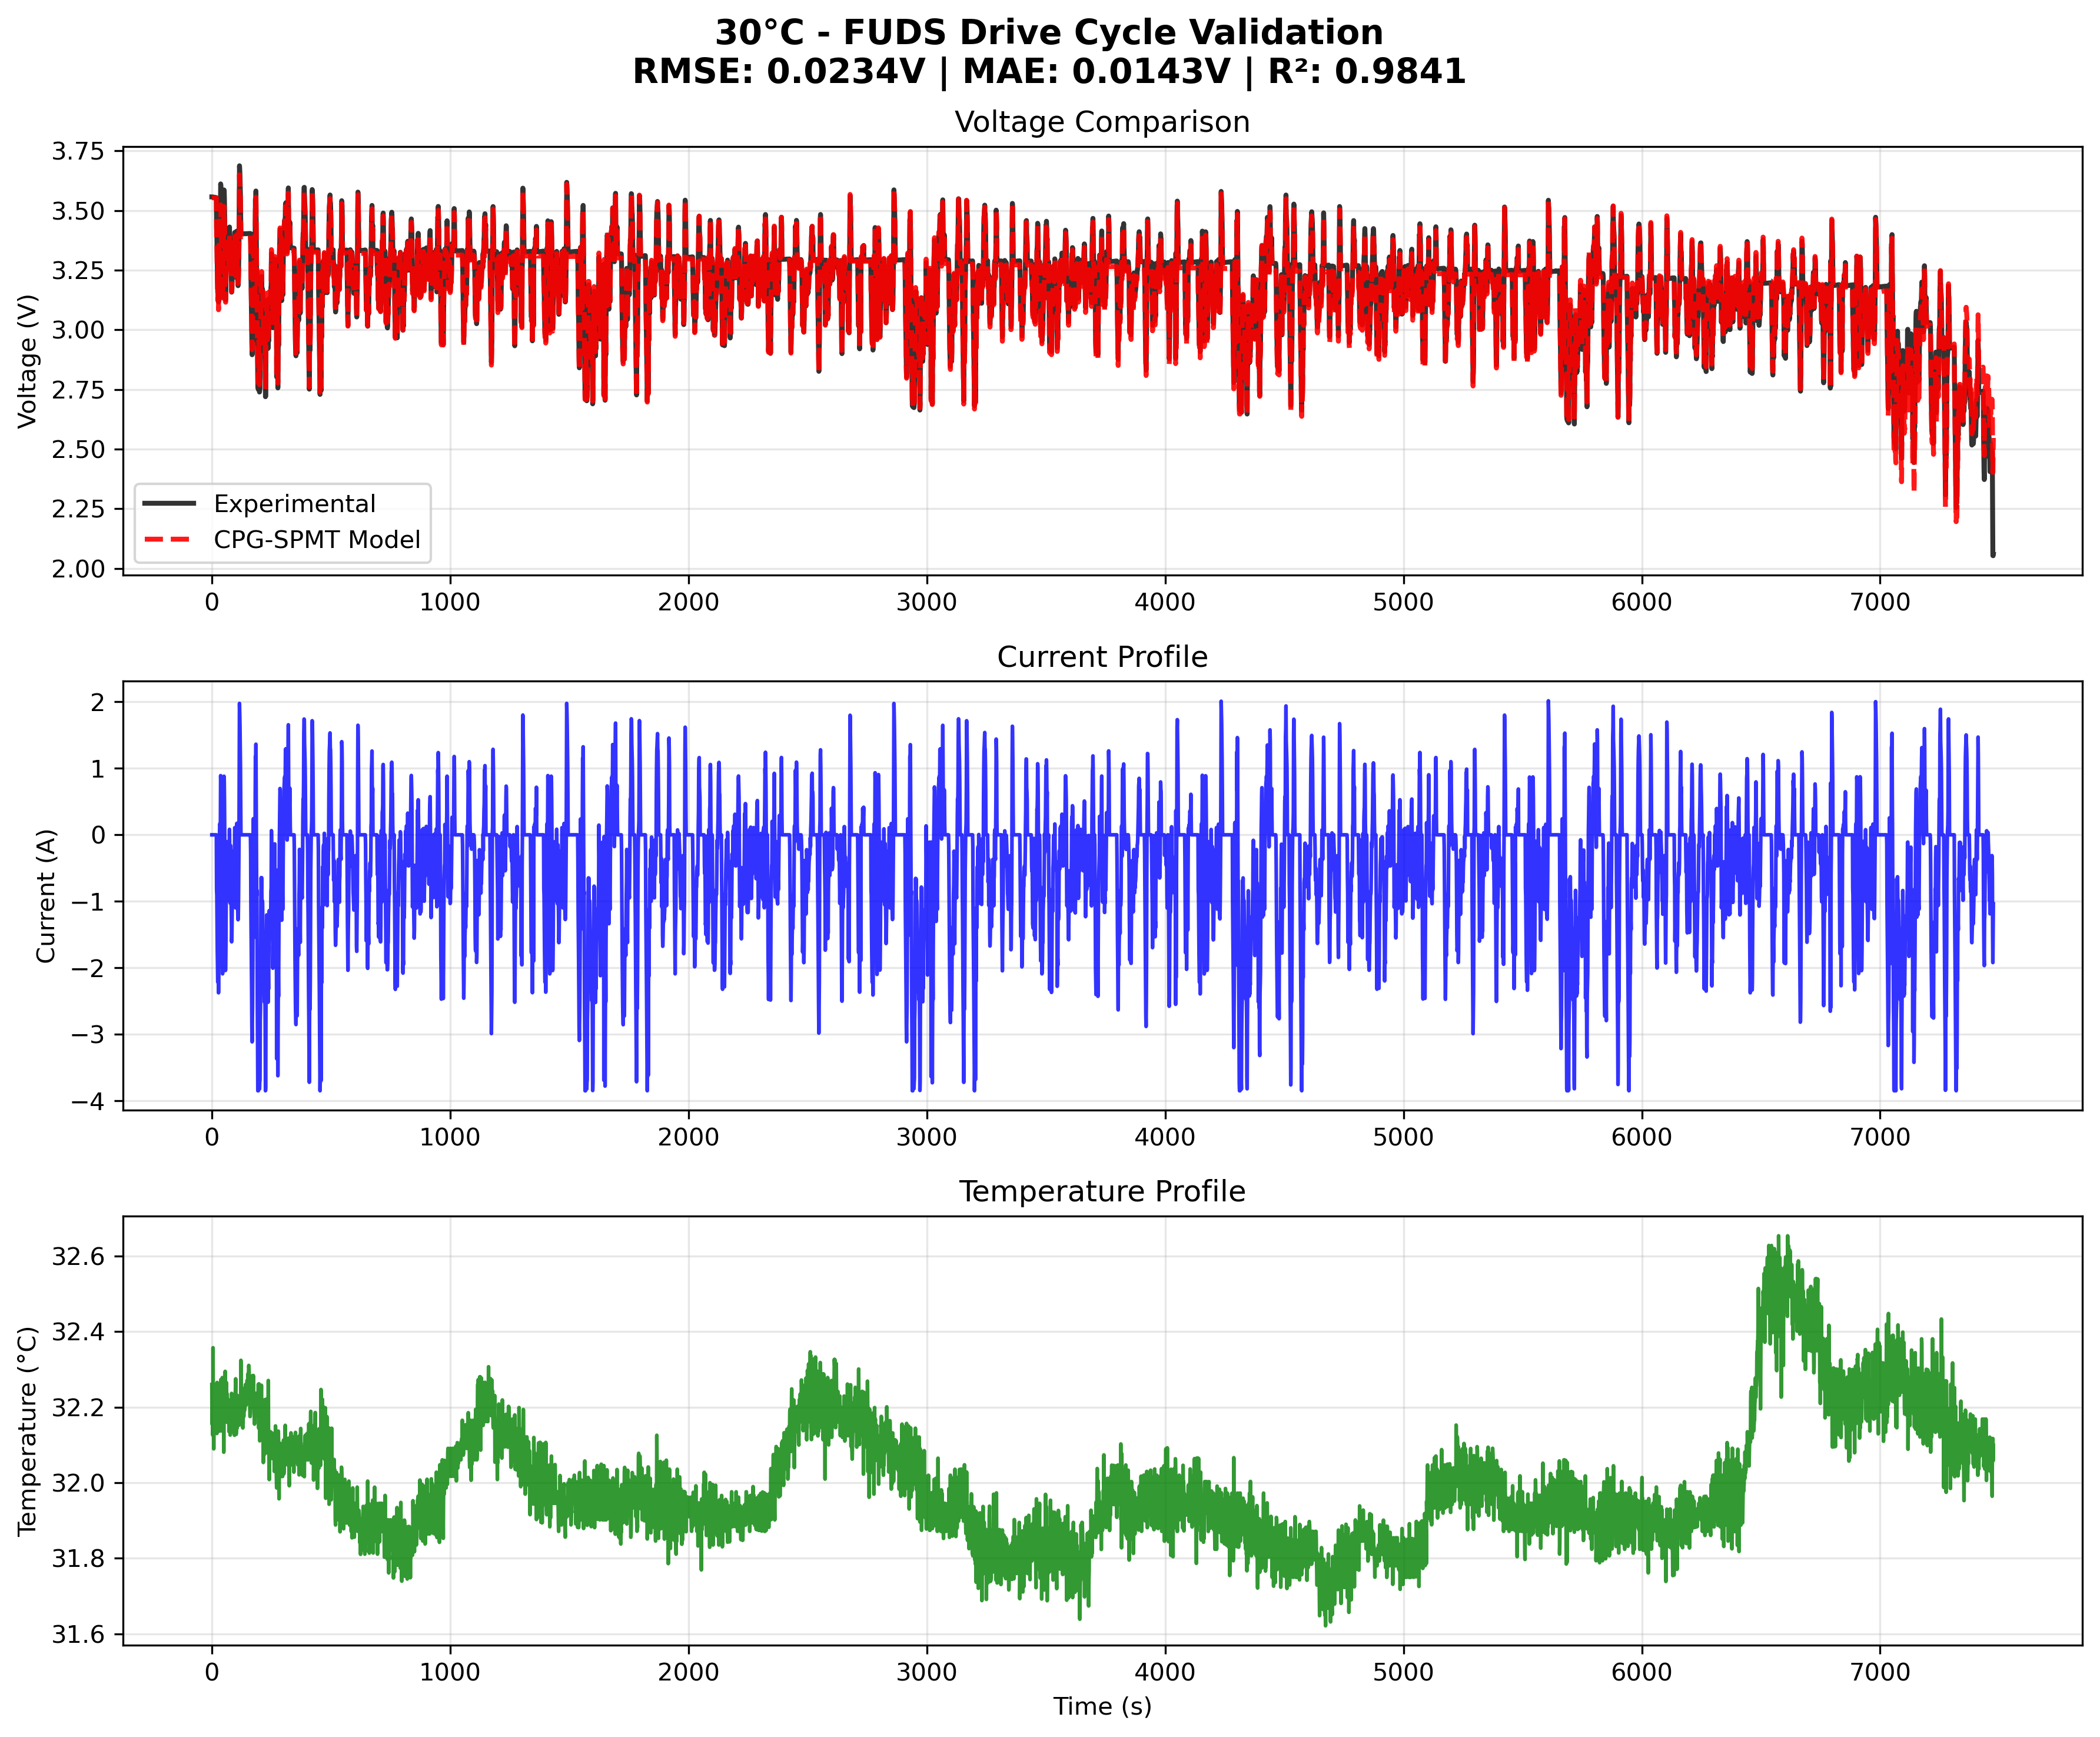 30°C - FUDS Drive Cycle Validation
RMSE: 0.0234V | MAE: 0.0143V | R²: 0.9841
Voltage Comparison
Voltage (V)
3.75
3.50
3.25
3.00
2.75
2.50
2.25
2.00
Experimental
CPG-SPMT Model
0 1000 2000 3000 4000 5000 6000 7000
Current Profile
Current (A)
2
1
0
−1
−2
−3
−4
0 1000 2000 3000 4000 5000 6000 7000
Temperature Profile
Temperature (°C)
32.6
32.4
32.2
32.0
31.8
31.6
0 1000 2000 3000 4000 5000 6000 7000
Time (s)